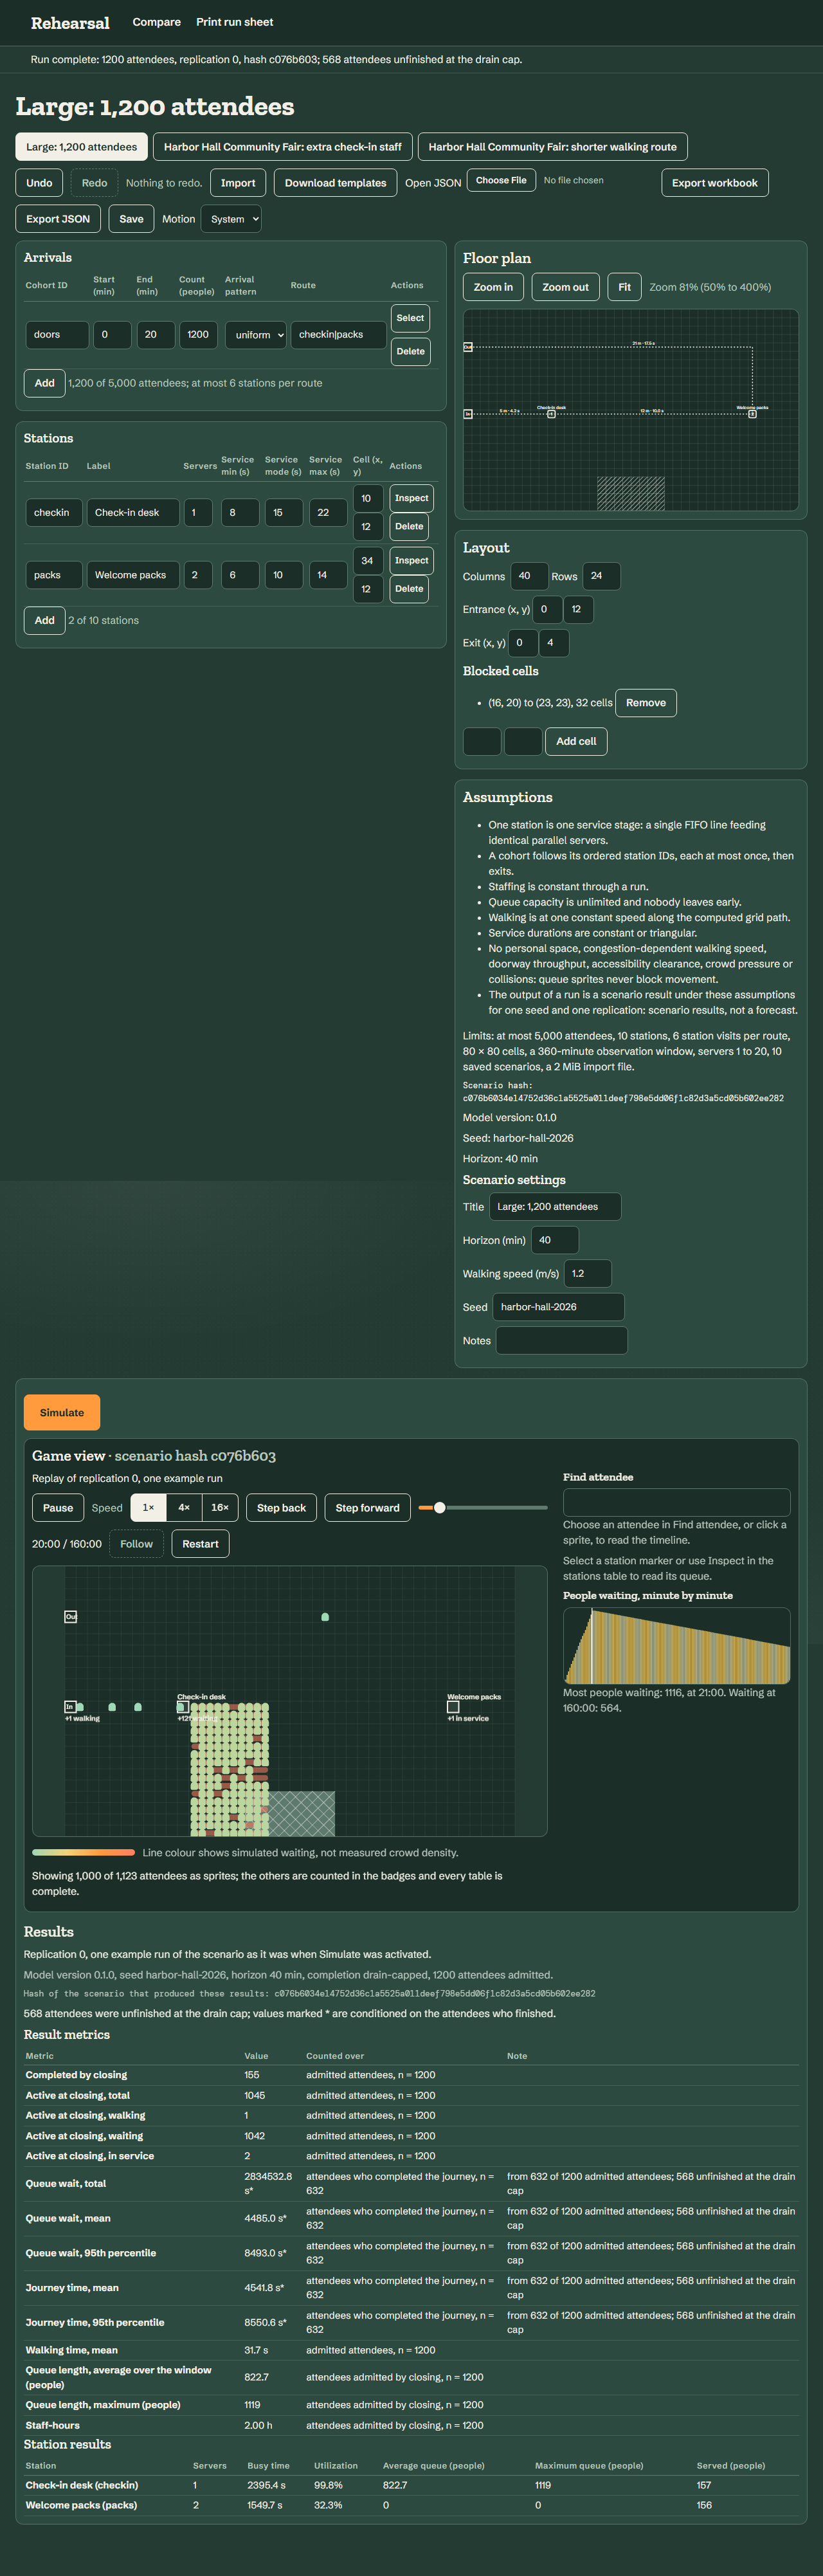 Rehearsal
Compare
Print run sheet
Run complete: 1200 attendees, replication 0, hash c076b603; 568 attendees unfinished at the drain cap.
Large: 1,200 attendees
Large: 1,200 attendees
Harbor Hall Community Fair: extra check-in staff
Harbor Hall Community Fair: shorter walking route
Undo
Redo
Nothing to redo.
Import
Download templates
Open JSON
Choose File
No file chosen
Export workbook
Export JSON
Save
Motion
System
Arrivals
Cohort ID
Start (min)
End (min)
Count (people)
Arrival pattern
Route
Actions
doors
0
20
1200
uniform
checkin|packs
Select
Delete
Add
1,200 of 5,000 attendees; at most 6 stations per route
Stations
Station ID
Label
Servers
Service min (s)
Service mode (s)
Service max (s)
Cell (x, y)
Actions
checkin
Check-in desk
1
8
15
22
10
12
Inspect
Delete
packs
Welcome packs
2
6
10
14
34
12
Inspect
Delete
Add
2 of 10 stations
Floor plan
Zoom in
Zoom out
Fit
Zoom 81% (50% to 400%)
Out
In
Check-in desk
Welcome packs
Layout
Columns
40
Rows
24
Entrance (x, y)
0
12
Exit (x, y)
0
4
Blocked cells
• (16, 20) to (23, 23), 32 cells
Remove
Add cell
Assumptions
• One station is one service stage: a single FIFO line feeding
identical parallel servers.
• A cohort follows its ordered station IDs, each at most once, then
exits.
• Staffing is constant through a run.
• Queue capacity is unlimited and nobody leaves early.
• Walking is at one constant speed along the computed grid path.
• Service durations are constant or triangular.
• No personal space, congestion-dependent walking speed,
doorway throughput, accessibility clearance, crowd pressure or
collisions: queue sprites never block movement.
• The output of a run is a scenario result under these assumptions
for one seed and one replication: scenario results, not a forecast.
Limits: at most 5,000 attendees, 10 stations, 6 station visits per route,
80 × 80 cells, a 360-minute observation window, servers 1 to 20, 10
saved scenarios, a 2 MiB import file.
Scenario hash:
c076b6034e14752d36c1a5525a011deef798e5dd06f1c82d3a5cd05b602ee282
Model version: 0.1.0
Seed: harbor-hall-2026
Horizon: 40 min
Scenario settings
Title
Large: 1,200 attendees
Horizon (min)
40
Walking speed (m/s)
1.2
Seed
harbor-hall-2026
Notes
Simulate
Game view · scenario hash c076b603
Replay of replication 0, one example run
Pause
Speed
1×
4×
16×
Step back
Step forward
20:00 / 160:00
Follow
Restart
Out
In
+1 walking
Check-in desk
Welcome packs
+1 in service
Line colour shows simulated waiting, not measured crowd density.
Showing 1,000 of 1,123 attendees as sprites; the others are counted in the badges and every table is
complete.
Find attendee
Choose an attendee in Find attendee, or click a
sprite, to read the timeline.
Select a station marker or use Inspect in the
stations table to read its queue.
People waiting, minute by minute
Most people waiting: 1116, at 21:00. Waiting at
160:00: 564.
Results
Replication 0, one example run of the scenario as it was when Simulate was activated.
Model version 0.1.0, seed harbor-hall-2026, horizon 40 min, completion drain-capped, 1200 attendees admitted.
Hash of the scenario that produced these results: c076b6034e14752d36c1a5525a011deef798e5dd06f1c82d3a5cd05b602ee282
568 attendees were unfinished at the drain cap; values marked * are conditioned on the attendees who finished.
Result metrics
Metric Value Counted over Note
Completed by closing 155 admitted attendees, n = 1200
Active at closing, total 1045 admitted attendees, n = 1200
Active at closing, walking 1 admitted attendees, n = 1200
Active at closing, waiting 1042 admitted attendees, n = 1200
Active at closing, in service 2 admitted attendees, n = 1200
Queue wait, total 2834532.8 s* attendees who completed the journey, n = 632 from 632 of 1200 admitted attendees; 568 unfinished at the drain cap
Queue wait, mean 4485.0 s* attendees who completed the journey, n = 632 from 632 of 1200 admitted attendees; 568 unfinished at the drain cap
Queue wait, 95th percentile 8493.0 s* attendees who completed the journey, n = 632 from 632 of 1200 admitted attendees; 568 unfinished at the drain cap
Journey time, mean 4541.8 s* attendees who completed the journey, n = 632 from 632 of 1200 admitted attendees; 568 unfinished at the drain cap
Journey time, 95th percentile 8550.6 s* attendees who completed the journey, n = 632 from 632 of 1200 admitted attendees; 568 unfinished at the drain cap
Walking time, mean 31.7 s admitted attendees, n = 1200
Queue length, average over the window (people) 822.7 attendees admitted by closing, n = 1200
Queue length, maximum (people) 1119 attendees admitted by closing, n = 1200
Staff-hours 2.00 h attendees admitted by closing, n = 1200
Station results
Station Servers Busy time Utilization Average queue (people) Maximum queue (people) Served (people)
Check-in desk (checkin) 1 2395.4 s 99.8% 822.7 1119 157
Welcome packs (packs) 2 1549.7 s 32.3% 0 0 156